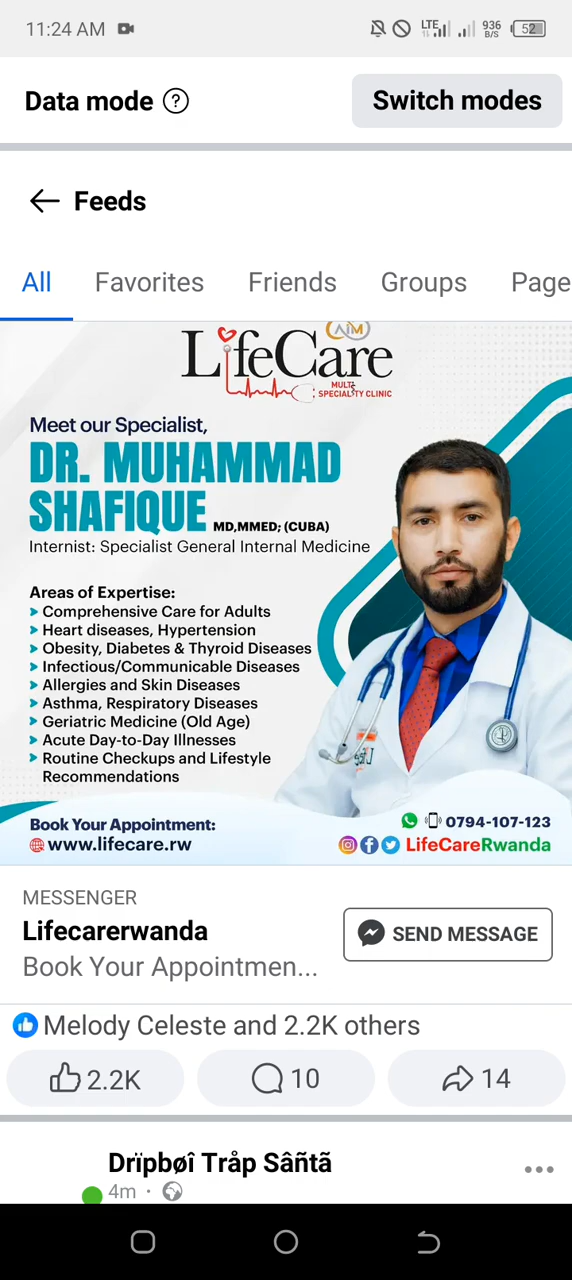 11:24 AM
LTE
936
B/S
52
Data mode
Switch modes
Feeds
All Favorites Friends Groups Page
AIM
LifeCare
MULTI
SPECIALITY CLINIC
Meet our Specialist,
DR. MUHAMMAD
SHAFIQUE MD,MMED; (CUBA)
Internist: Specialist General Internal Medicine
Areas of Expertise:
Comprehensive Care for Adults
Heart diseases, Hypertension
Obesity, Diabetes & Thyroid Diseases
Infectious/Communicable Diseases
Allergies and Skin Diseases
Asthma, Respiratory Diseases
Geriatric Medicine (Old Age)
Acute Day-to-Day Illnesses
Routine Checkups and Lifestyle
Recommendations
Book Your Appointment:
www.lifecare.rw
0794-107-123
LifeCareRwanda
MESSENGER
Lifecarerwanda
Book Your Appointmen...
SEND MESSAGE
Melody Celeste and 2.2K others
2.2K
10
14
Drïpbøî Tråp Sâñtã
4m ·